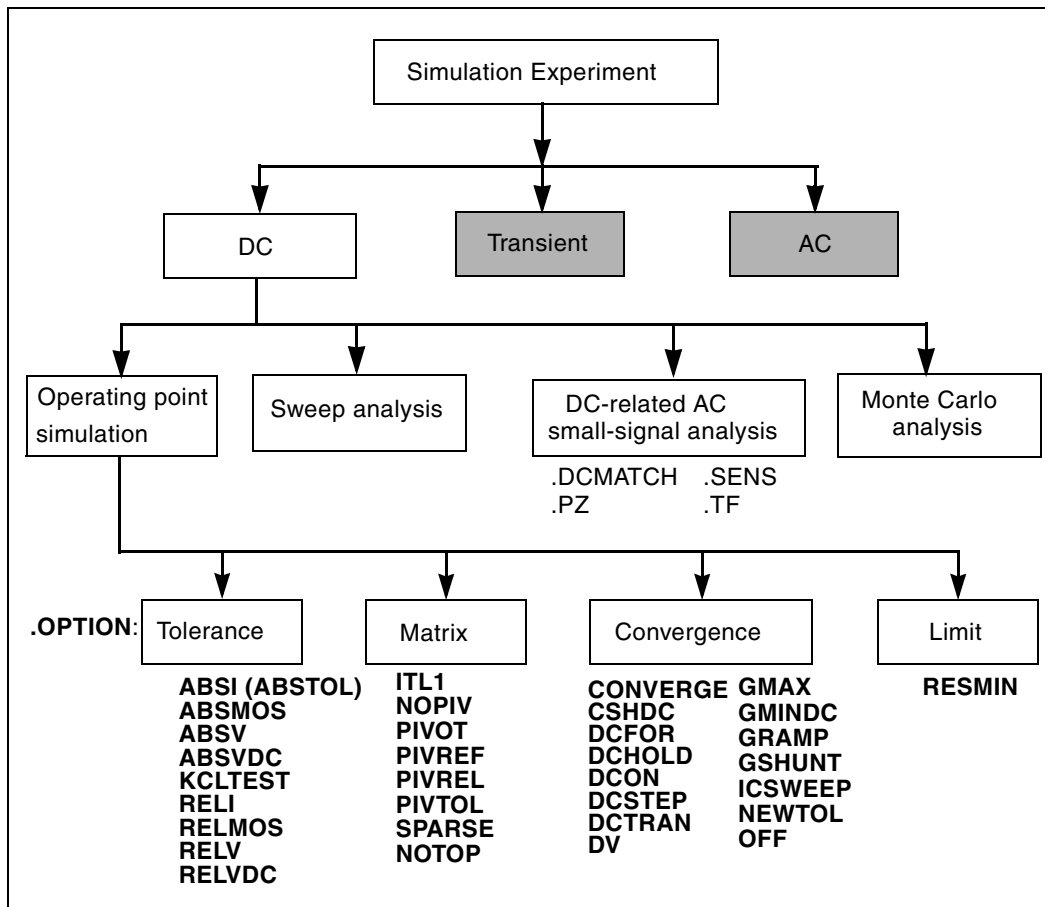 Simulation Experiment
DC
Transient
AC
Operating point
simulation
Sweep analysis
DC-related AC
small-signal analysis
Monte Carlo
analysis
.DCMATCH .SENS
.PZ .TF
.OPTION: Tolerance
Matrix
Convergence
Limit
ABSI (ABSTOL)
ABSMOS
ABSV
ABSVDC
KCLTEST
RELI
RELMOS
RELV
RELVDC
ITL1
NOPIV
PIVOT
PIVREF
PIVREL
PIVTOL
SPARSE
NOTOP
CONVERGE
CSHDC
DCFOR
DCHOLD
DCON
DCSTEP
DCTRAN
DV
GMAX
GMINDC
GRAMP
GSHUNT
ICSWEEP
NEWTOL
OFF
RESMIN